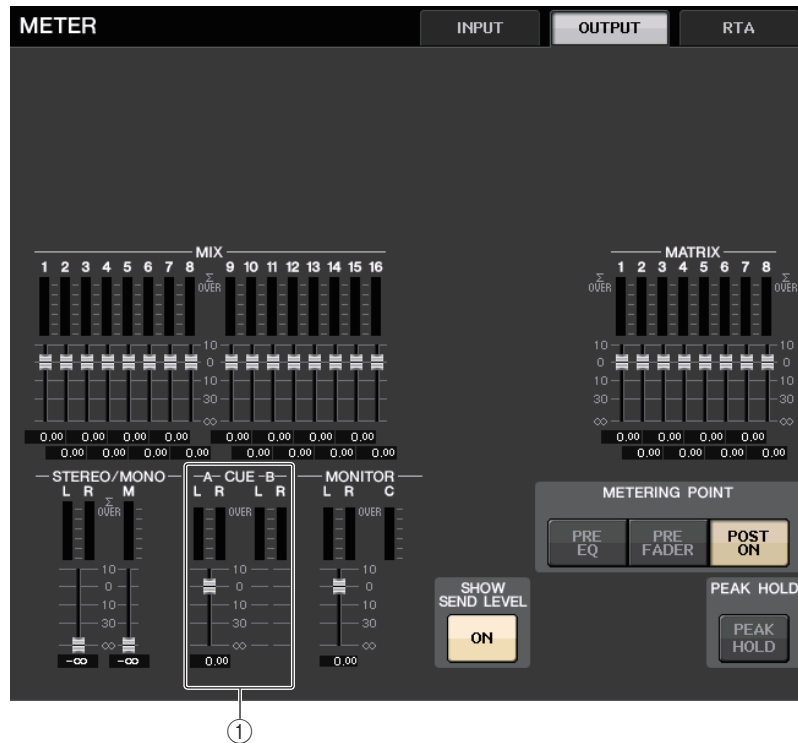 METER
INPUT
OUTPUT
RTA
MIX
1 2 3 4 5 6 7 8 9 10 11 12 13 14 15 16
Σ
OVER
10
0
10
30
∞
0.00 0.00 0.00 0.00 0.00 0.00 0.00 0.00
0.00 0.00 0.00 0.00 0.00 0.00 0.00 0.00
MATRIX
1 2 3 4 5 6 7 8
Σ
OVER
Σ
OVER
10
0
10
30
∞
10
0
10
30
∞
0.00 0.00 0.00 0.00
0.00 0.00 0.00 0.00
STEREO/MONO
L R M
Σ
OVER
10
0
10
30
∞
-∞ -∞
A CUE B
L R L R
OVER
10
0
10
30
∞
0.00
MONITOR
L R C
OVER
10
0
10
30
∞
0.00
METERING POINT
PRE
EQ
PRE
FADER
POST
ON
SHOW
SEND LEVEL
ON
PEAK HOLD
PEAK
HOLD
①